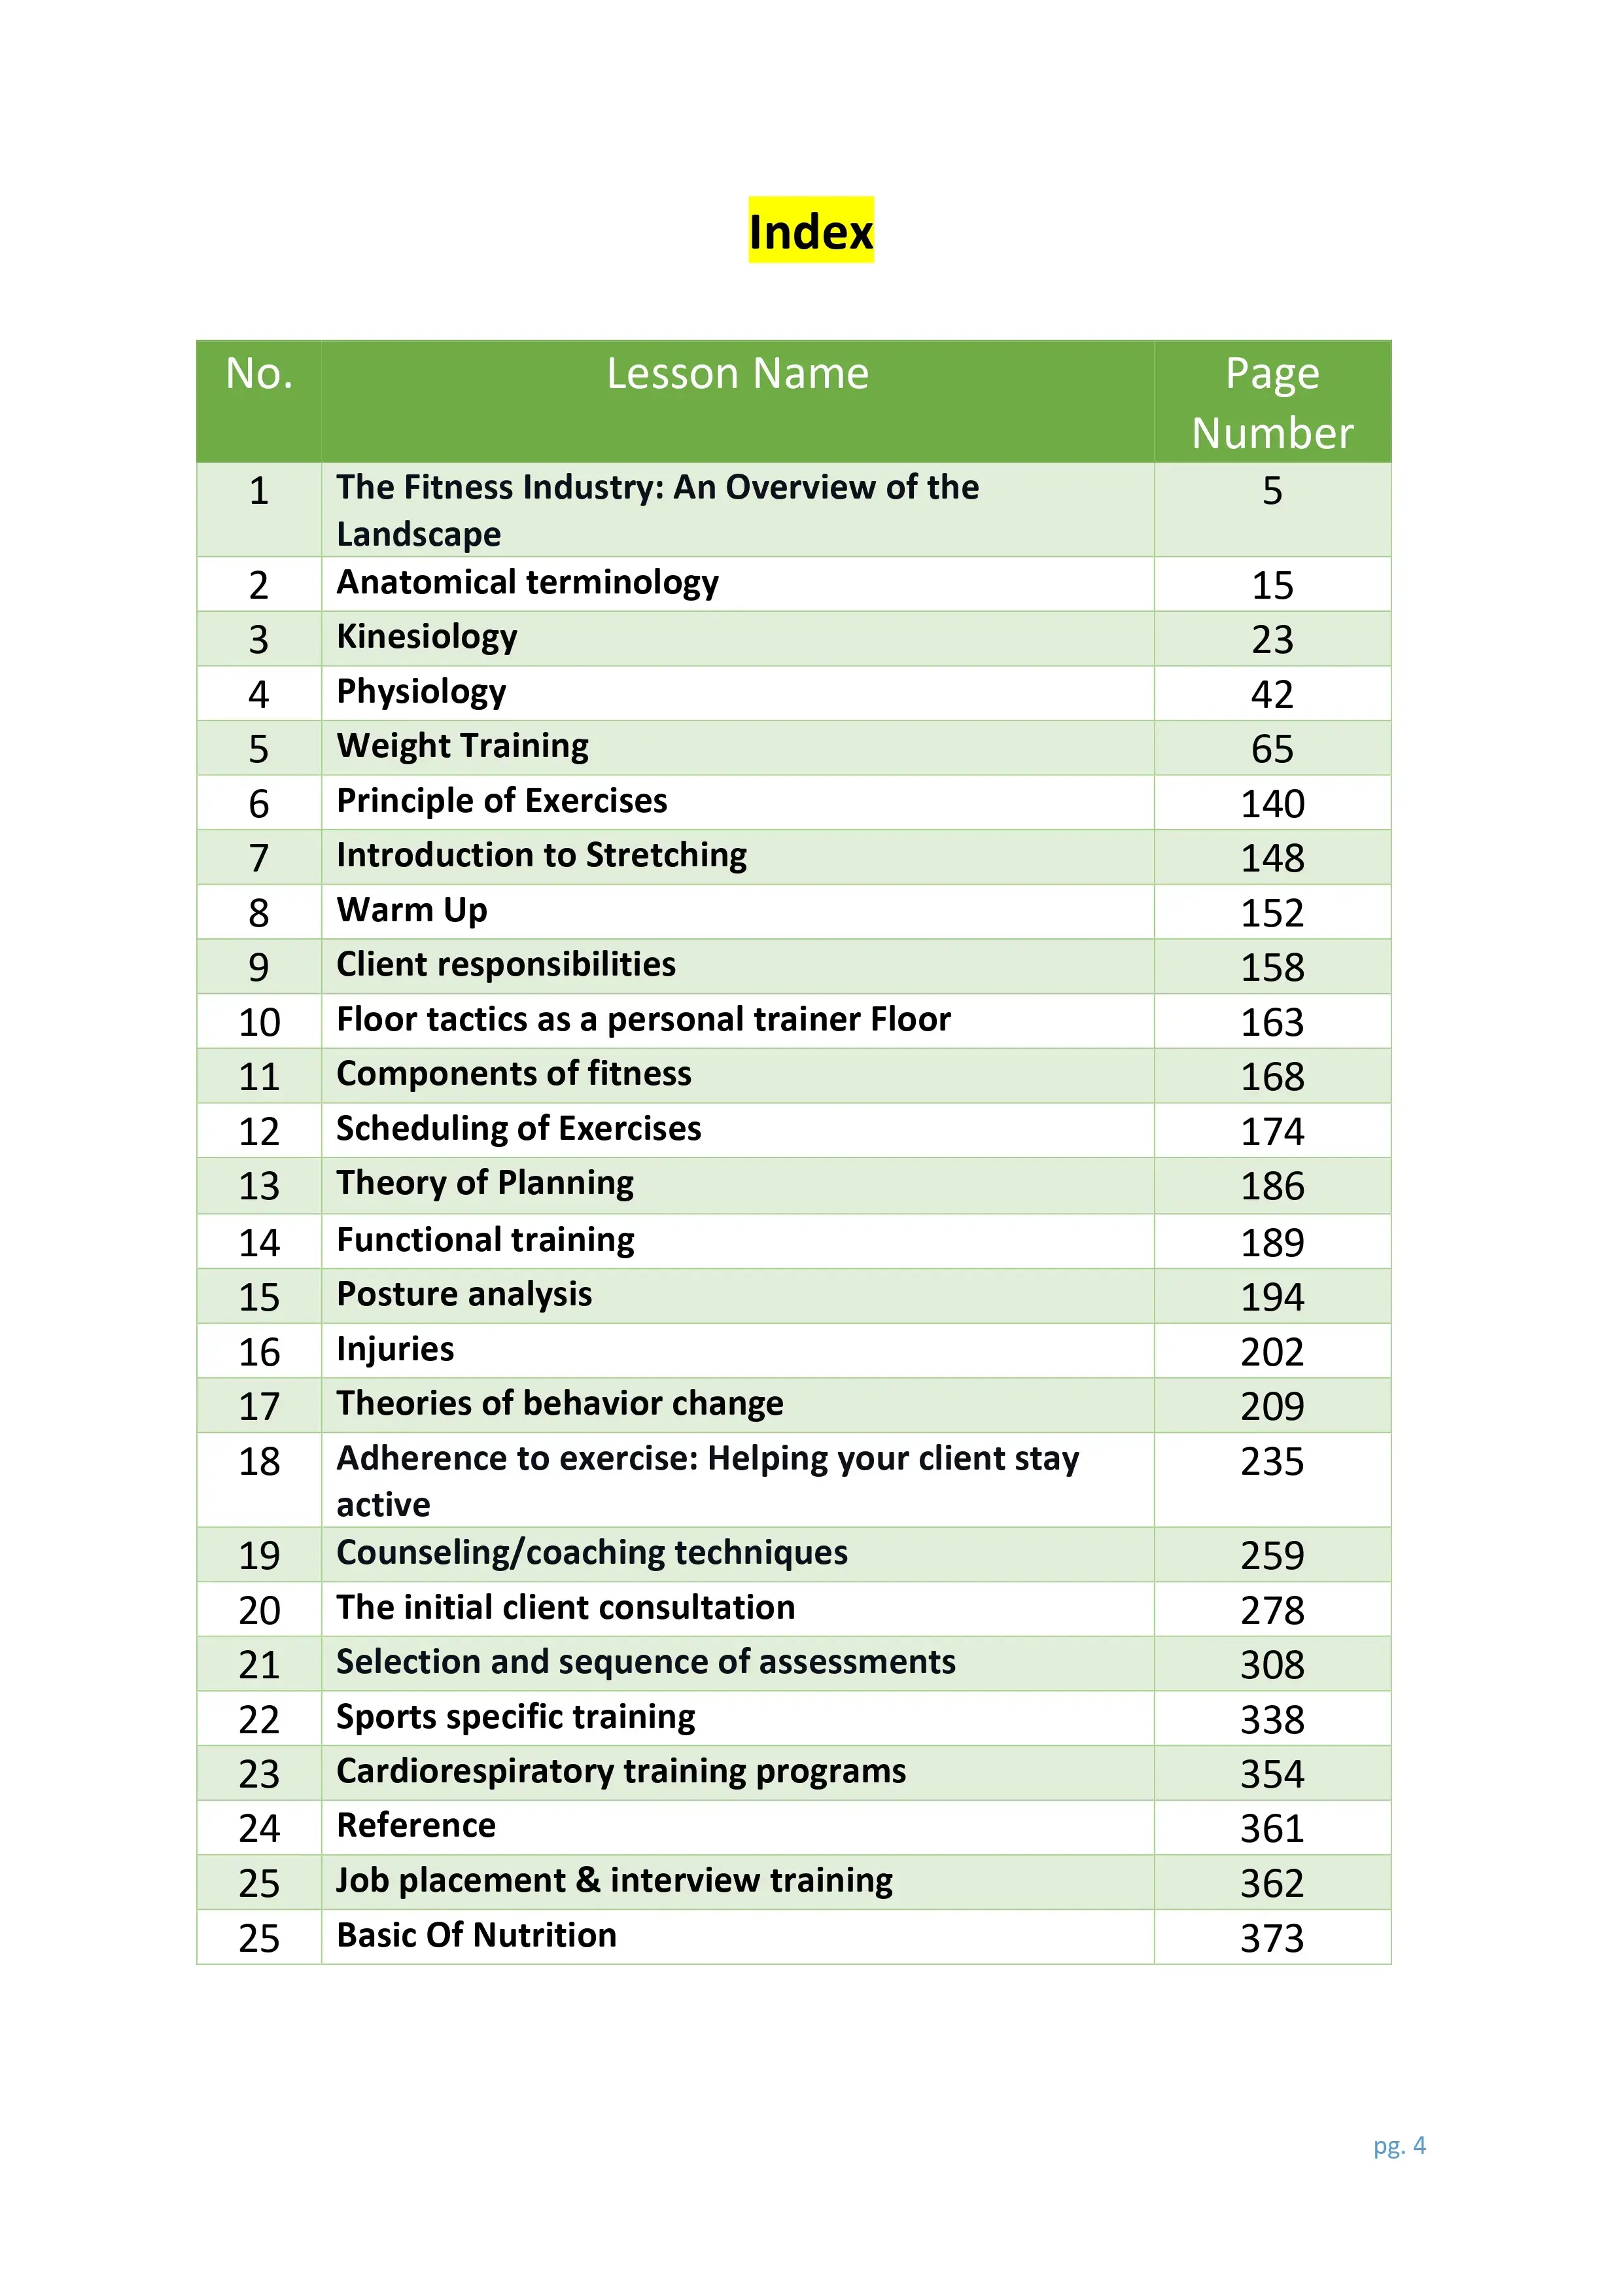 Index
No. Lesson Name Page
Number
1 The Fitness Industry: An Overview of the 5
Landscape
2 Anatomical terminology 15
3 Kinesiology 23
4 Physiology 42
5 Weight Training 65
6 Principle of Exercises 140
7 Introduction to Stretching 148
8 Warm Up 152
9 Client responsibilities 158
10 Floor tactics as a personal trainer Floor 163
11 Components of fitness 168
12 Scheduling of Exercises 174
13 Theory of Planning 186
14 Functional training 189
15 Posture analysis 194
16 Injuries 202
17 Theories of behavior change 209
18 Adherence to exercise: Helping your client stay 235
active
19 Counseling/coaching techniques 259
20 The initial client consultation 278
21 Selection and sequence of assessments 308
22 Sports specific training 338
23 Cardiorespiratory training programs 354
24 Reference 361
25 Job placement & interview training 362
25 Basic Of Nutrition 373
pg. 4